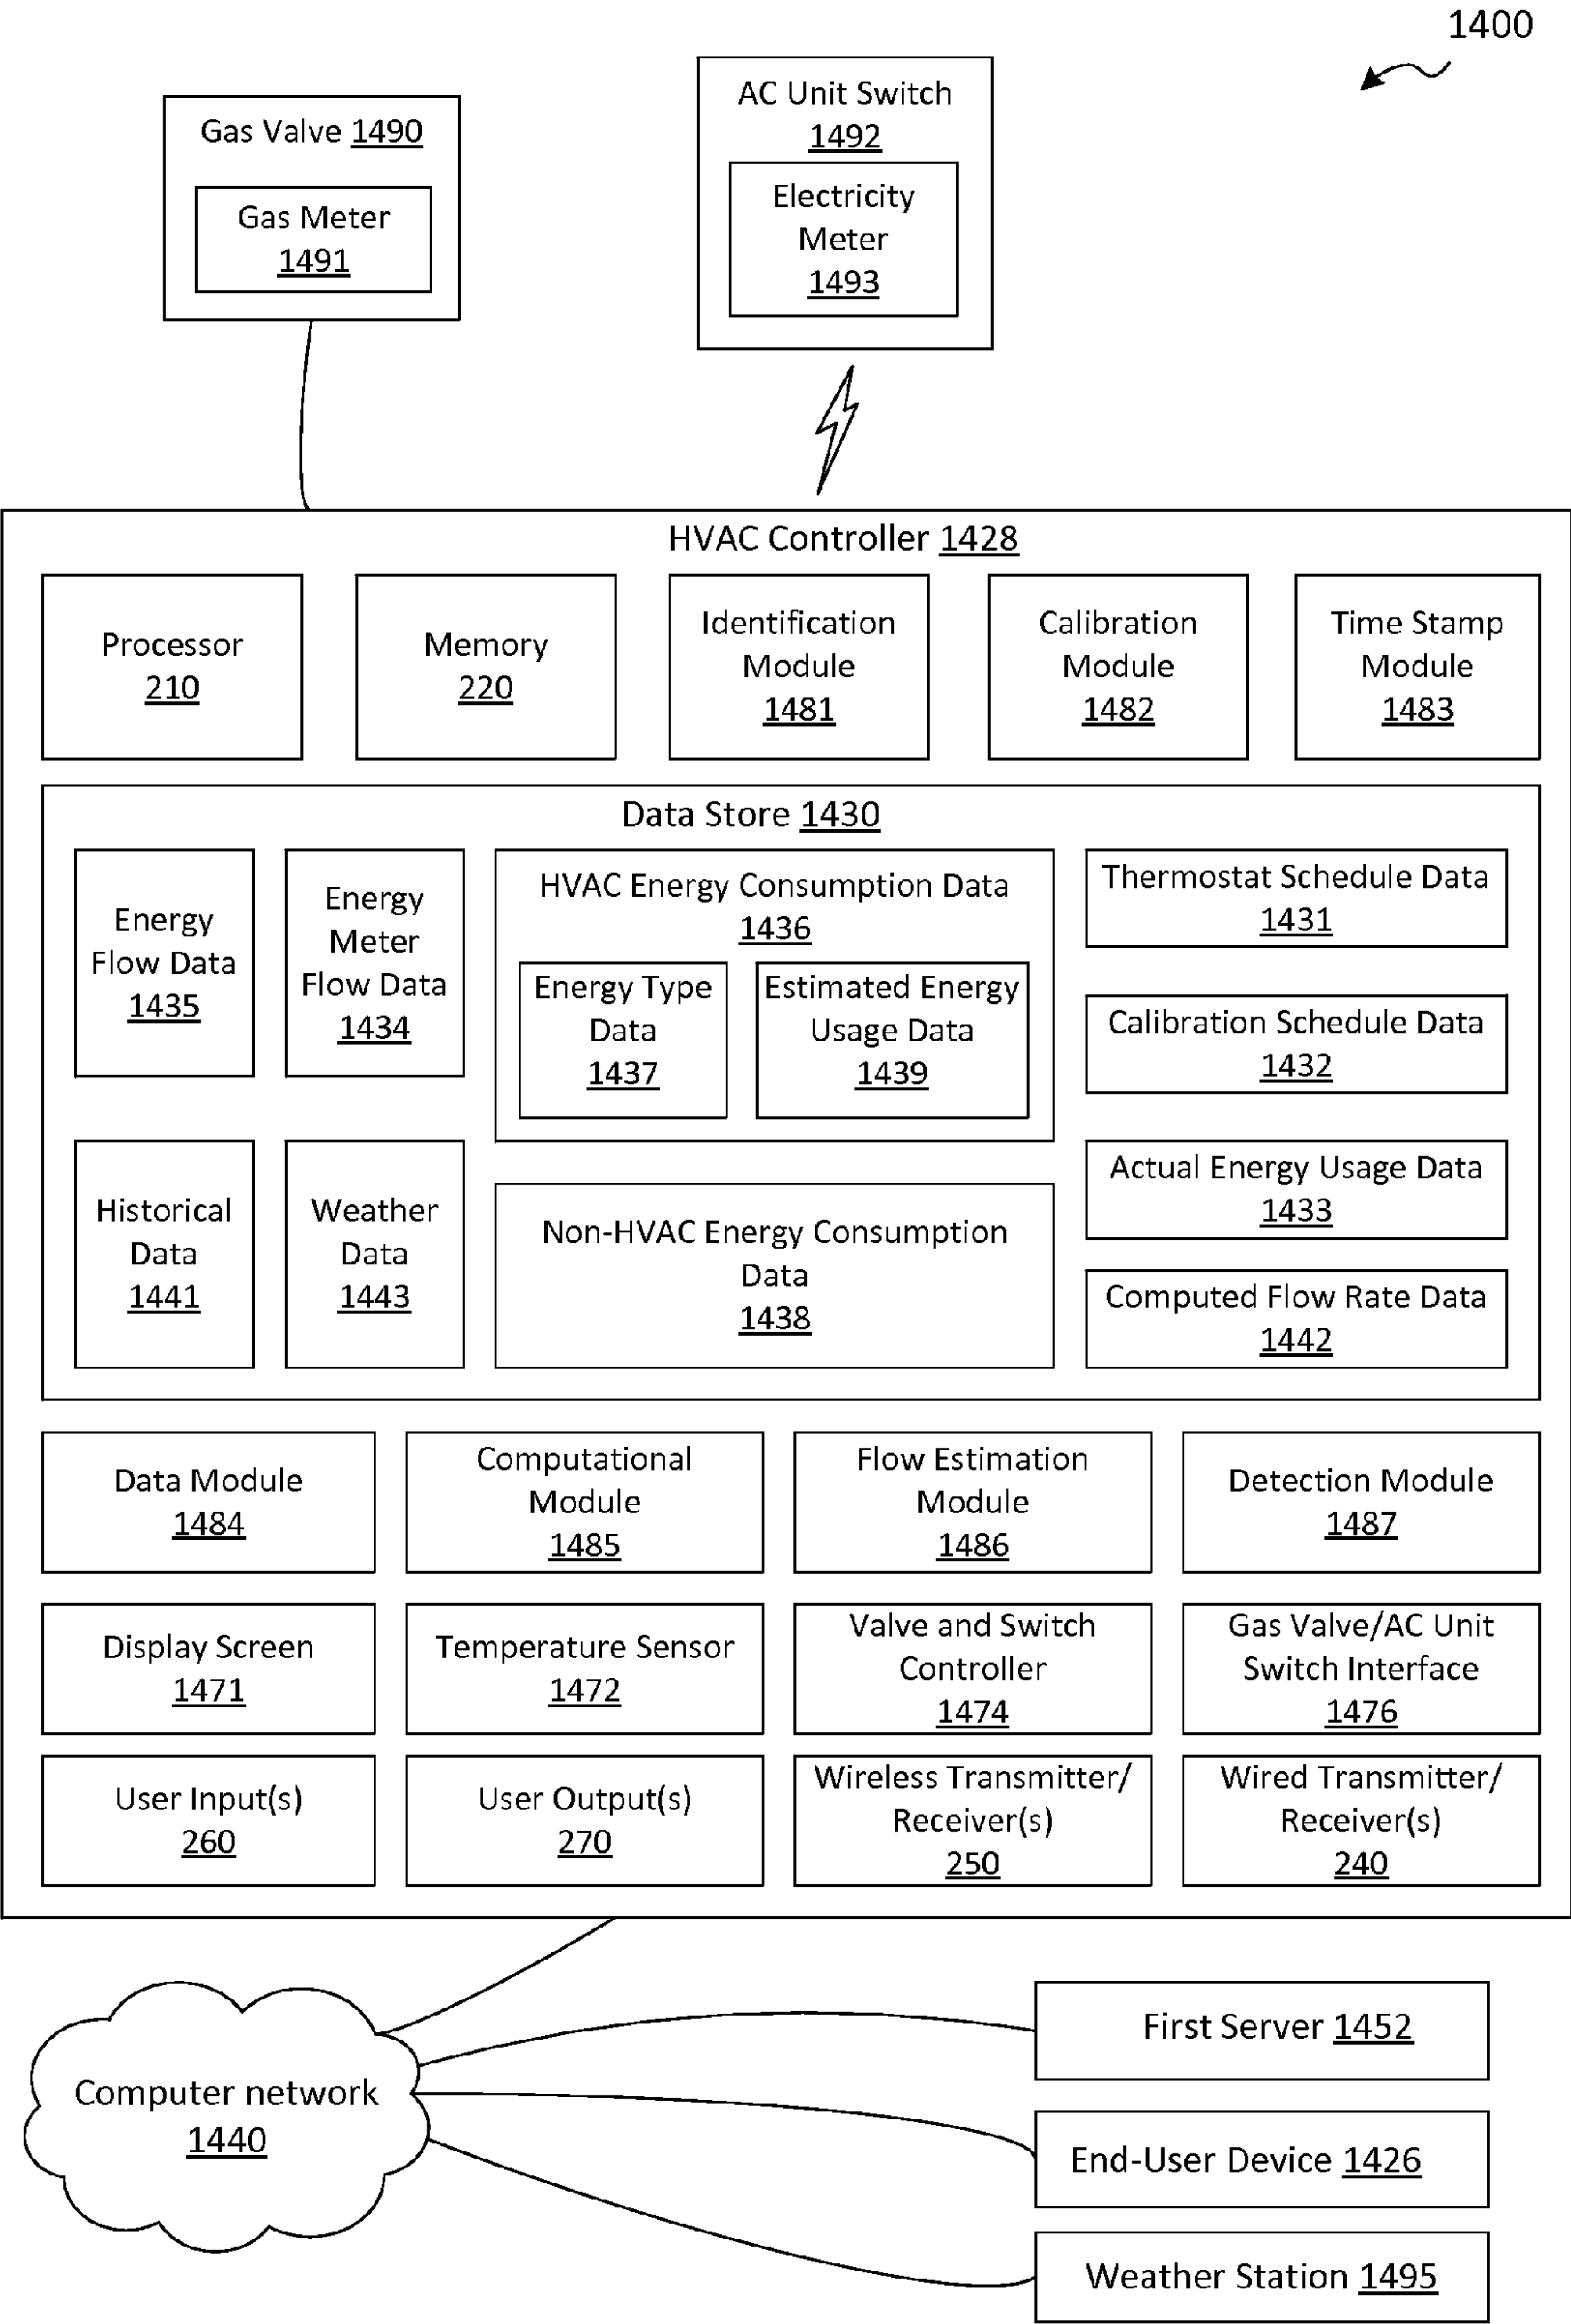 1400
Gas Valve 1490
Gas Meter
1491
AC Unit Switch
1492
Electricity
Meter
1493
HVAC Controller 1428
Processor
210
Memory
220
Identification
Module
1481
Calibration
Module
1482
Time Stamp
Module
1483
Data Store 1430
Energy
Flow Data
1435
Energy
Meter
Flow Data
1434
HVAC Energy Consumption Data
1436
Energy Type
Data
1437
Estimated Energy
Usage Data
1439
Thermostat Schedule Data
1431
Calibration Schedule Data
1432
Historical
Data
1441
Weather
Data
1443
Non-HVAC Energy Consumption
Data
1438
Actual Energy Usage Data
1433
Computed Flow Rate Data
1442
Data Module
1484
Computational
Module
1485
Flow Estimation
Module
1486
Detection Module
1487
Display Screen
1471
Temperature Sensor
1472
Valve and Switch
Controller
1474
Gas Valve/AC Unit
Switch Interface
1476
User Input(s)
260
User Output(s)
270
Wireless Transmitter/
Receiver(s)
250
Wired Transmitter/
Receiver(s)
240
Computer network
1440
First Server 1452
End-User Device 1426
Weather Station 1495